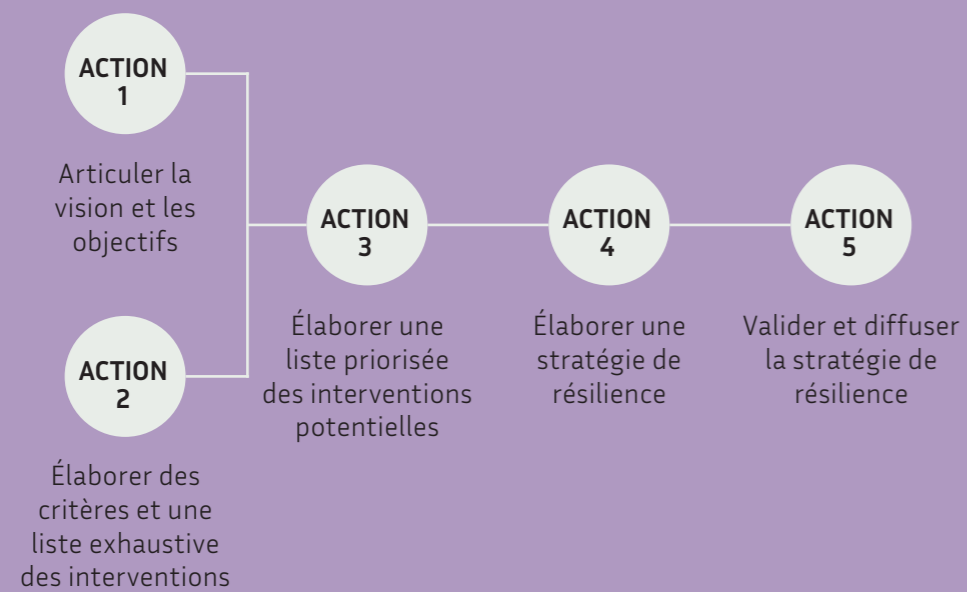 ACTION
1
Articuler la
vision et les
objectifs
ACTION
2
Élaborer des
critères et une
liste exhaustive
des interventions
ACTION
3
Élaborer une
liste priorisée
des interventions
potentielles
ACTION
4
Élaborer une
stratégie de
résilience
ACTION
5
Valider et diffuser
la stratégie de
résilience